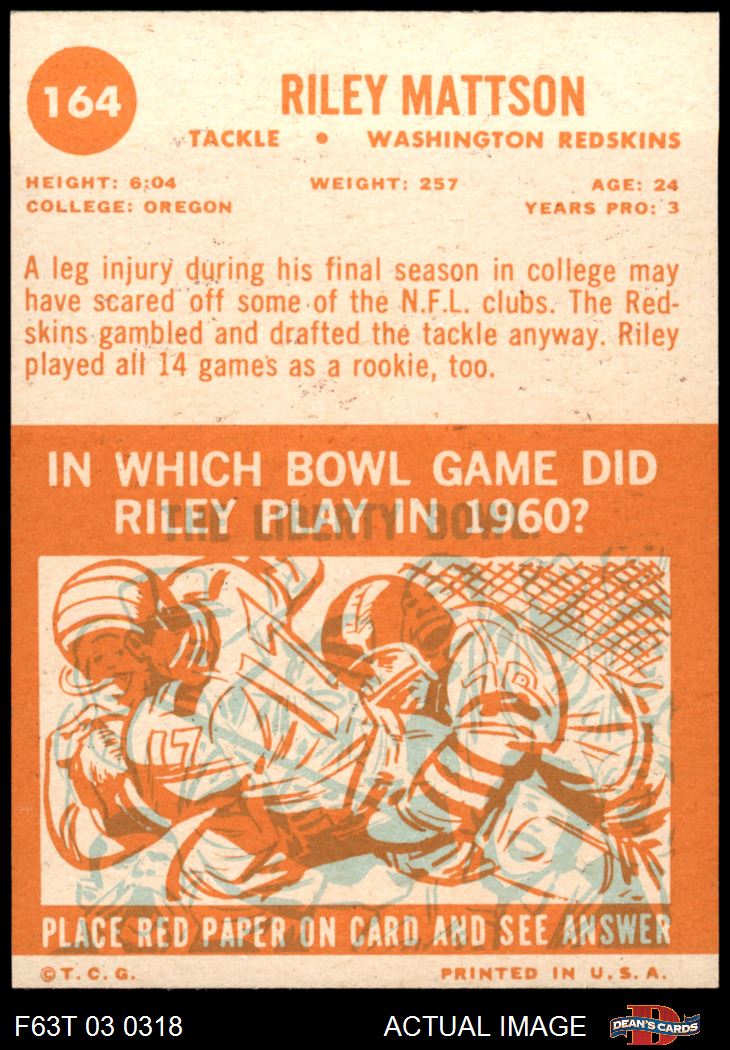 164
RILEY MATTSON
TACKLE • WASHINGTON REDSKINS
HEIGHT: 6:04 WEIGHT: 257 AGE: 24
COLLEGE: OREGON YEARS PRO: 3
A leg injury during his final season in college may
have scared off some of the N.F.L. clubs. The Red-
skins gambled and drafted the tackle anyway. Riley
played all 14 games as a rookie, too.
IN WHICH BOWL GAME DID
RILEY PLAY IN 1960?
THE LIBERTY BOWL.
17
PLACE RED PAPER ON CARD AND SEE ANSWER
©T.C.G. PRINTED IN U.S.A.
F63T 03 0318 ACTUAL IMAGE DEAN'S CARDS